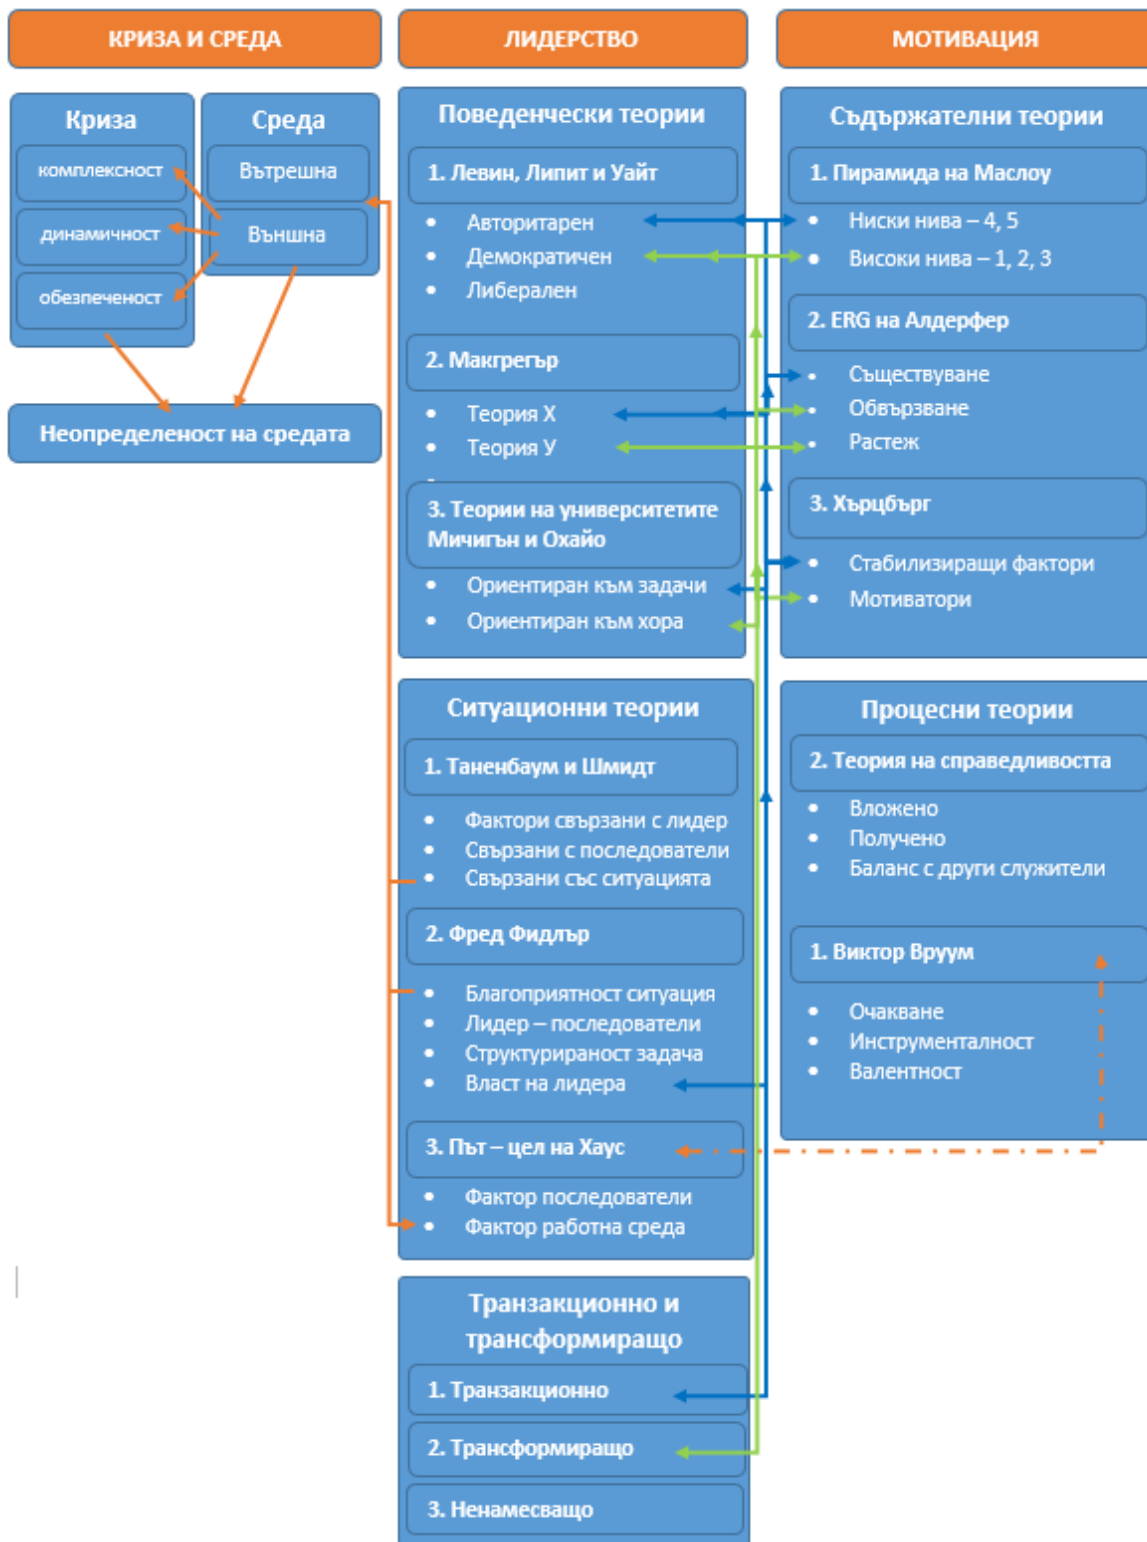 КРИЗА И СРЕДА
Криза
комплексност
динамичност
обезпеченост
Среда
Вътрешна
Външна
Неопределеност на средата
ЛИДЕРСТВО
Поведенчески теории
1. Левин, Липит и Уайт
• Авторитарен
• Демократичен
• Либерален
2. Макгрегър
• Теория Х
• Теория У
3. Теории на университетите
Мичигън и Охайо
• Ориентиран към задачи
• Ориентиран към хора
Ситуационни теории
1. Таненбаум и Шмидт
• Фактори свързани с лидер
• Свързани с последователи
• Свързани със ситуацията
2. Фред Фидлър
• Благоприятност ситуация
• Лидер – последователи
• Структурираност задача
• Власт на лидера
3. Път – цел на Хаус
• Фактор последователи
• Фактор работна среда
Транзакционно и
трансформиращо
1. Транзакционно
2. Трансформиращо
3. Ненамесващо
МОТИВАЦИЯ
Съдържателни теории
1. Пирамида на Маслоу
• Ниски нива – 4, 5
• Високи нива – 1, 2, 3
2. ERG на Алдерфер
• Съществуване
• Обвързване
• Растеж
3. Хърцбърг
• Стабилизиращи фактори
• Мотиватори
Процесни теории
2. Теория на справедливостта
• Вложено
• Получено
• Баланс с други служители
1. Виктор Вруум
• Очакване
• Инструменталност
• Валентност